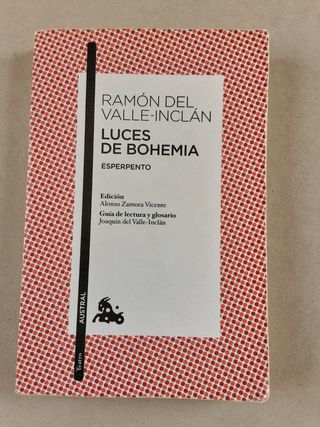 RAMÓN DEL
VALLE-INCLÁN
LUCES
DE BOHEMIA
ESPERPENTO
Edición
Alonso Zamora Vicente
Guía de lectura y glosario
Joaquín del Valle-Inclán
AUSTRAL
Teatro